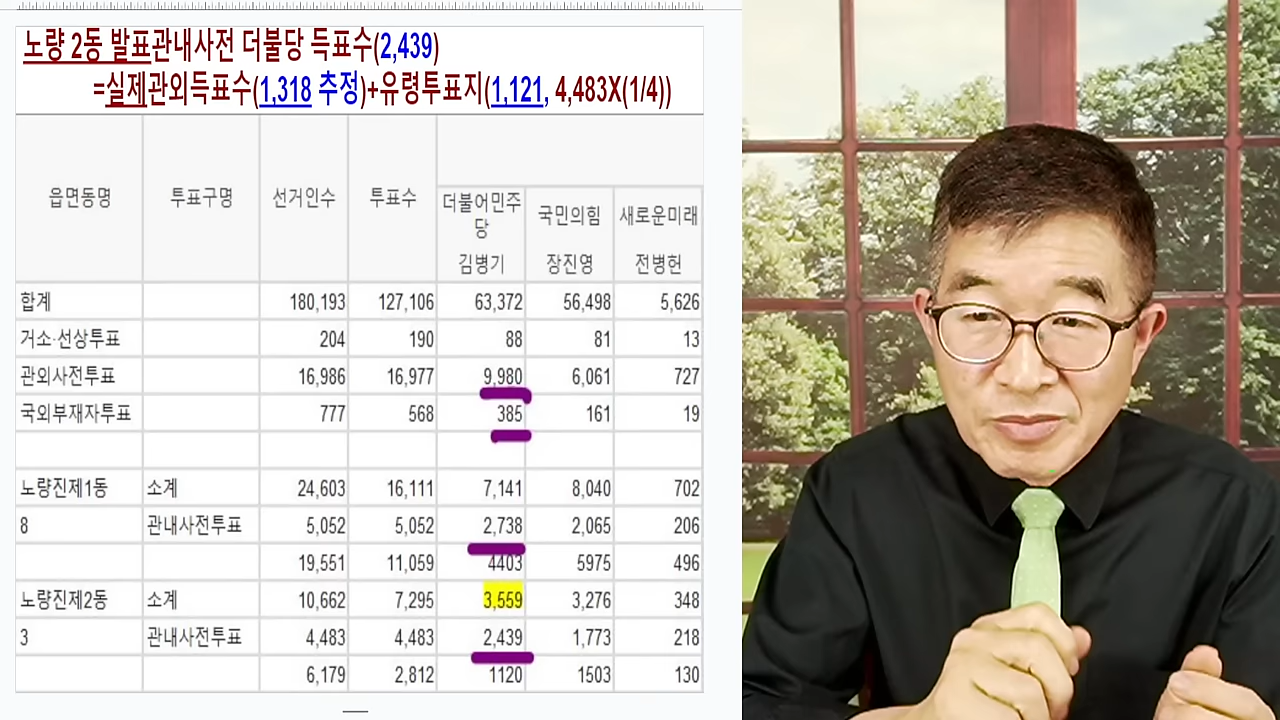 노량 2동 발표관내사전 더불당 득표수(2,439)
=실제관외득표수(1,318 추정)+유령투표지(1,121, 4,483X(1/4))
읍면동명 투표구명 선거인수 투표수 더불어민주당 김병기 국민의힘 장진영 새로운미래 전병헌
합계 180,193 127,106 63,372 56,498 5,626
거소·선상투표 204 190 88 81 13
관외사전투표 16,986 16,977 9,980 6,061 727
국외부재자투표 777 568 385 161 19
노량진제1동 소계 24,603 16,111 7,141 8,040 702
8 관내사전투표 5,052 5,052 2,738 2,065 206
19,551 11,059 4403 5975 496
노량진제2동 소계 10,662 7,295 3,559 3,276 348
3 관내사전투표 4,483 4,483 2,439 1,773 218
6,179 2,812 1120 1503 130